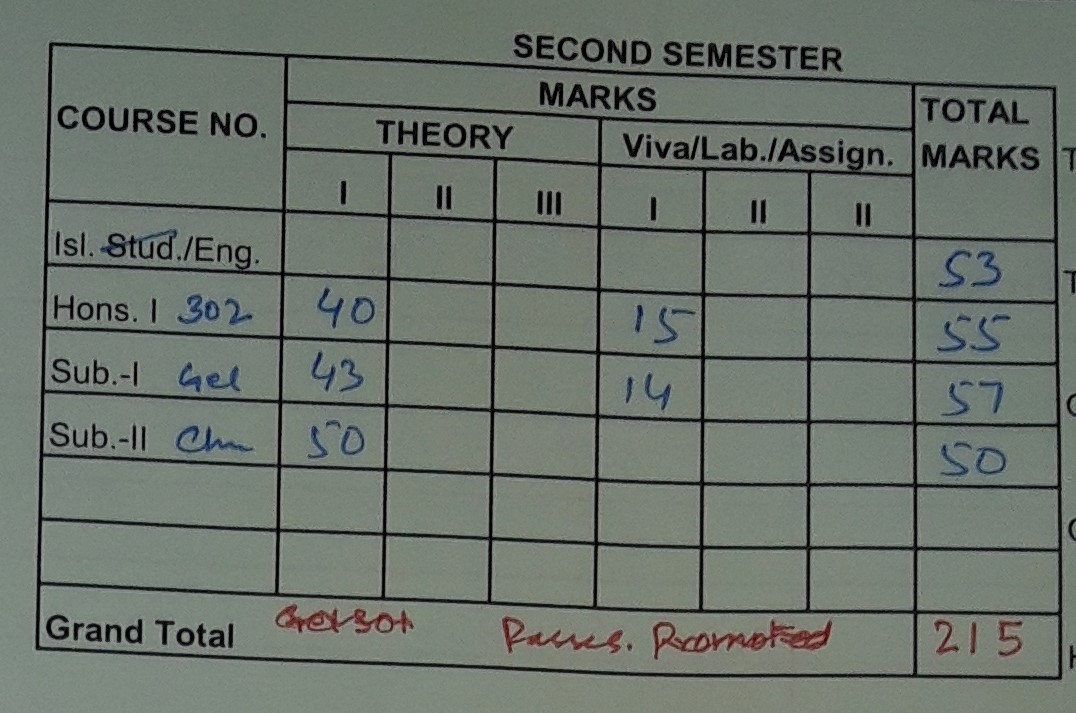 SECOND SEMESTER
COURSE NO. MARKS TOTAL MARKS
THEORY Viva/Lab./Assign.
I II III I II II
Isl. Stud./Eng. 53
Hons. I 302 40 15 55
Sub.-I Gel 43 14 57
Sub.-II Chm 50 50
Grand Total Passes. Promoted 215